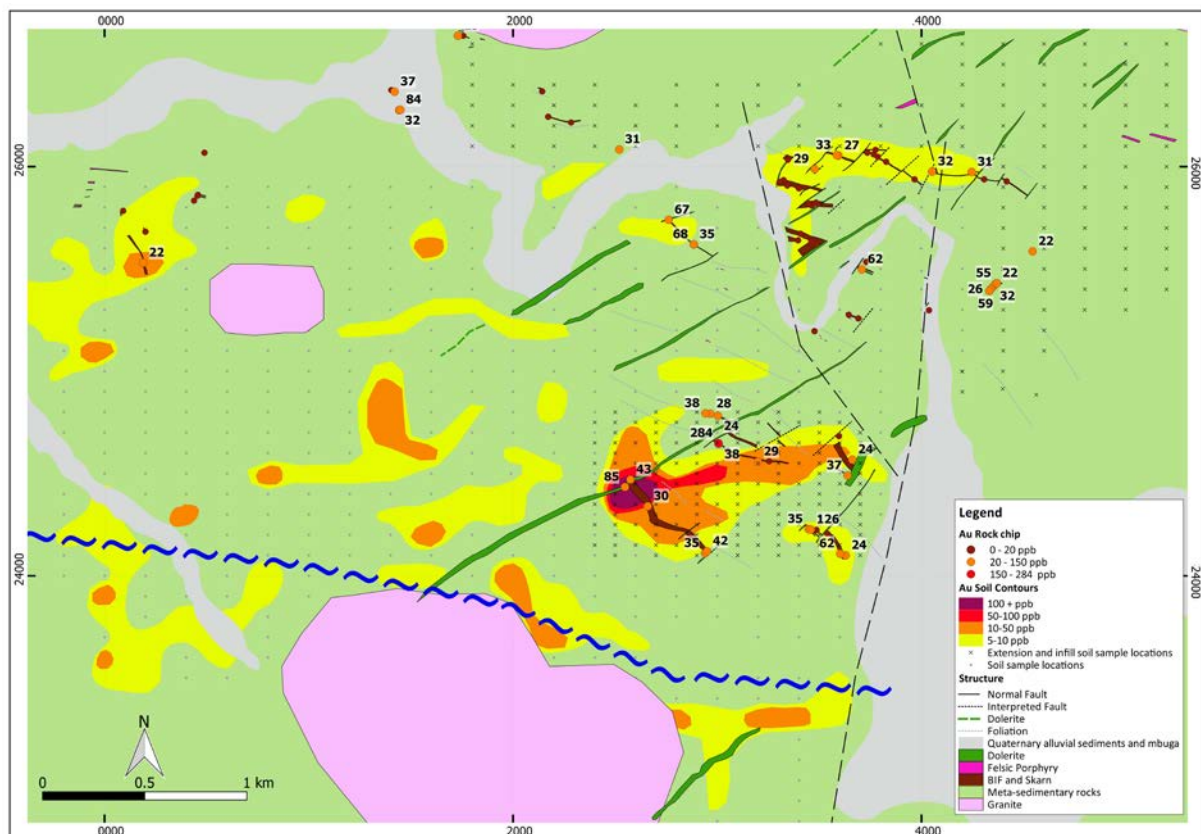 0000
2000
.4000
26000
24000
26000
24000
37
84
32
31
33
27
29
32
31
67
68
35
62
22
55
22
26
32
59
22
38
28
24
284
38
29
24
37
85
43
30
35
42
35
126
62
24
N
0
0.5
1 km
Legend
Au Rock chip
0 - 20 ppb
20 - 150 ppb
150 - 284 ppb
Au Soil Contours
100 + ppb
50-100 ppb
10-50 ppb
5-10 ppb
Extension and infill soil sample locations
Soil sample locations
Structure
Normal Fault
Interpreted Fault
Dolerite
Foliation
Quaternary alluvial sediments and mbuga
Dolerite
Felsic Porphyry
BIF and Skarn
Meta-sedimentary rocks
Granite
0000
2000
.4000